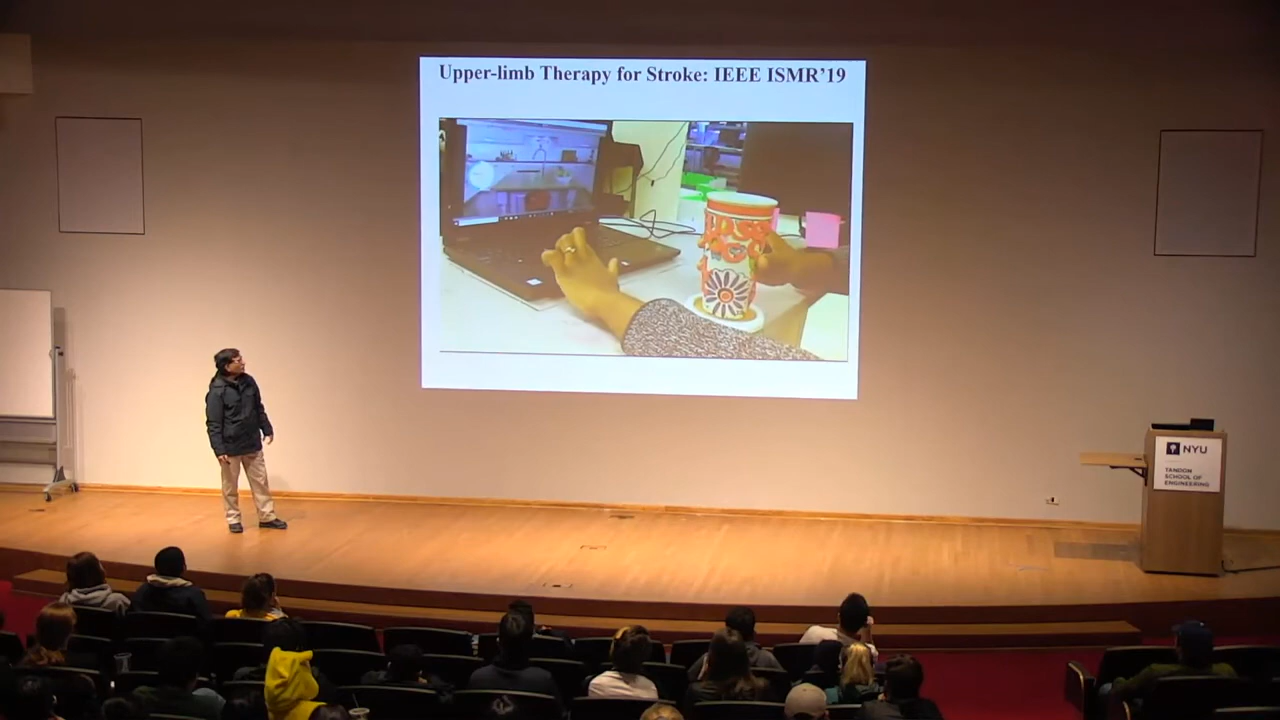 Upper-limb Therapy for Stroke: IEEE ISMR’19
NYU
TANDON
SCHOOL OF
ENGINEERING